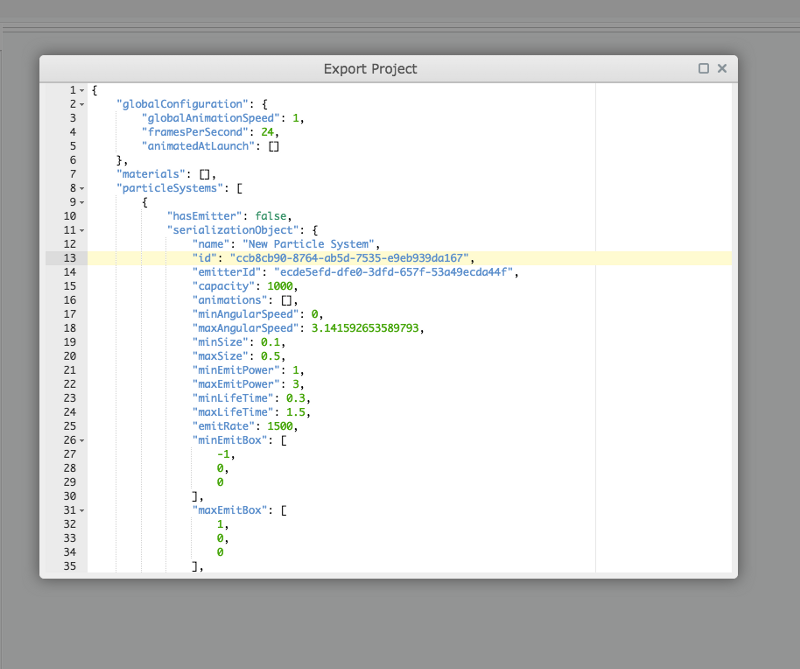 Export Project
1 {
2 "globalConfiguration": {
3 "globalAnimationSpeed": 1,
4 "framesPerSecond": 24,
5 "animatedAtLaunch": []
6 },
7 "materials": [],
8 "particleSystems": [
9 {
10 "hasEmitter": false,
11 "serializationObject": {
12 "name": "New Particle System",
13 "id": "ccb8cb90-8764-ab5d-7535-e9eb939da167",
14 "emitterId": "ecde5efd-dfe0-3dfd-657f-53a49ecda44f",
15 "capacity": 1000,
16 "animations": [],
17 "minAngularSpeed": 0,
18 "maxAngularSpeed": 3.141592653589793,
19 "minSize": 0.1,
20 "maxSize": 0.5,
21 "minEmitPower": 1,
22 "maxEmitPower": 3,
23 "minLifeTime": 0.3,
24 "maxLifeTime": 1.5,
25 "emitRate": 1500,
26 "minEmitBox": [
27 -1,
28 0,
29 0
30 ],
31 "maxEmitBox": [
32 1,
33 0,
34 0
35 ],